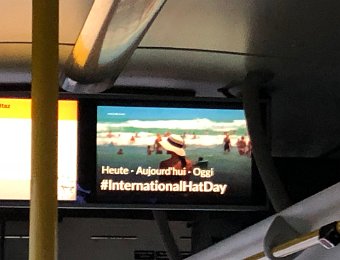 Heute · Aujourd'hui · Oggi
#InternationalHatDay